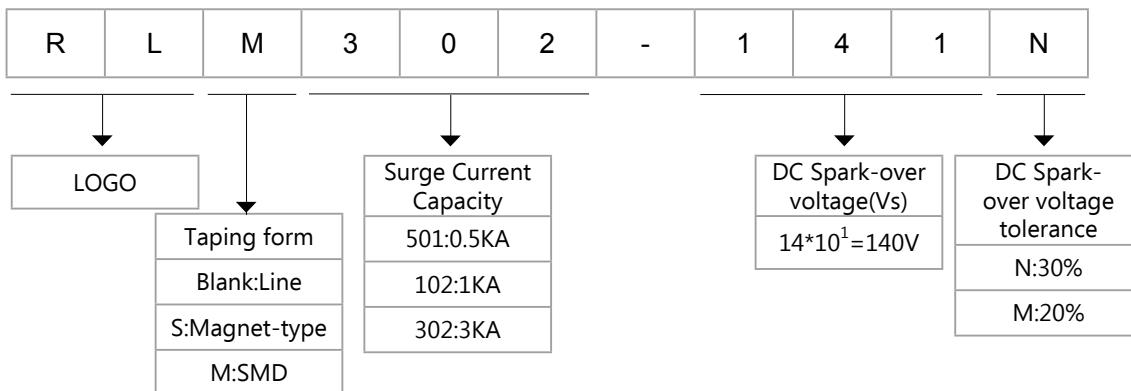 R L M 3 0 2 - 1 4 1 N
LOGO
Taping form
Blank:Line
S:Magnet-type
M:SMD
Surge Current
Capacity
501:0.5KA
102:1KA
302:3KA
DC Spark-over
voltage(Vs)
14*10¹=140V
DC Spark-
over voltage
tolerance
N:30%
M:20%